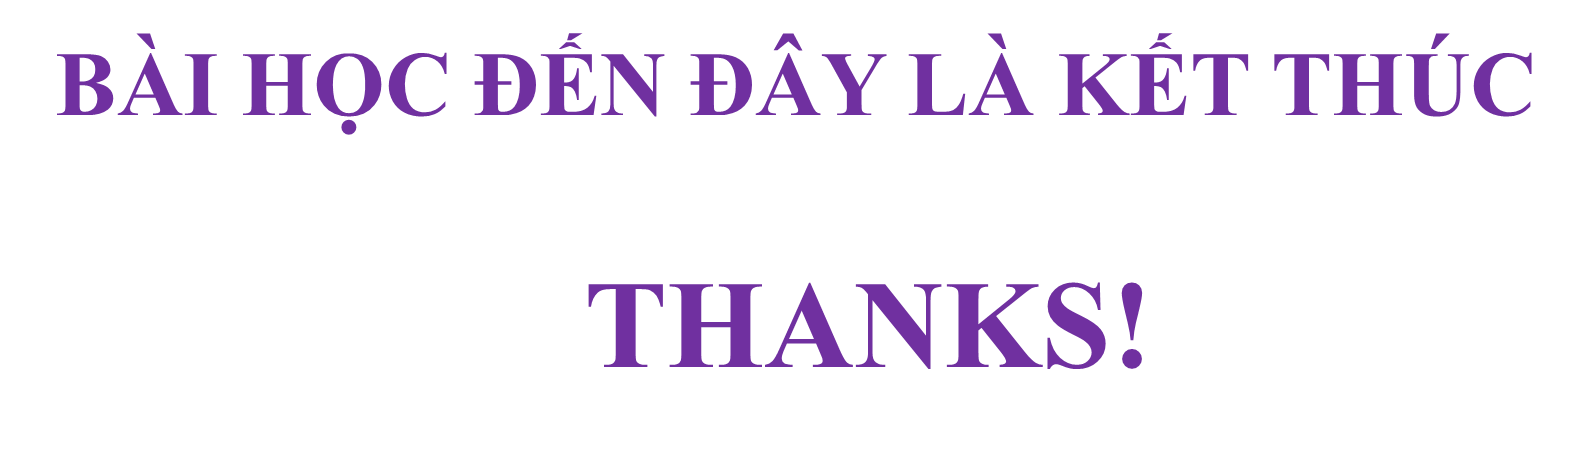 BÀI HỌC ĐẾN ĐÂY LÀ KẾT THÚC
THANKS!